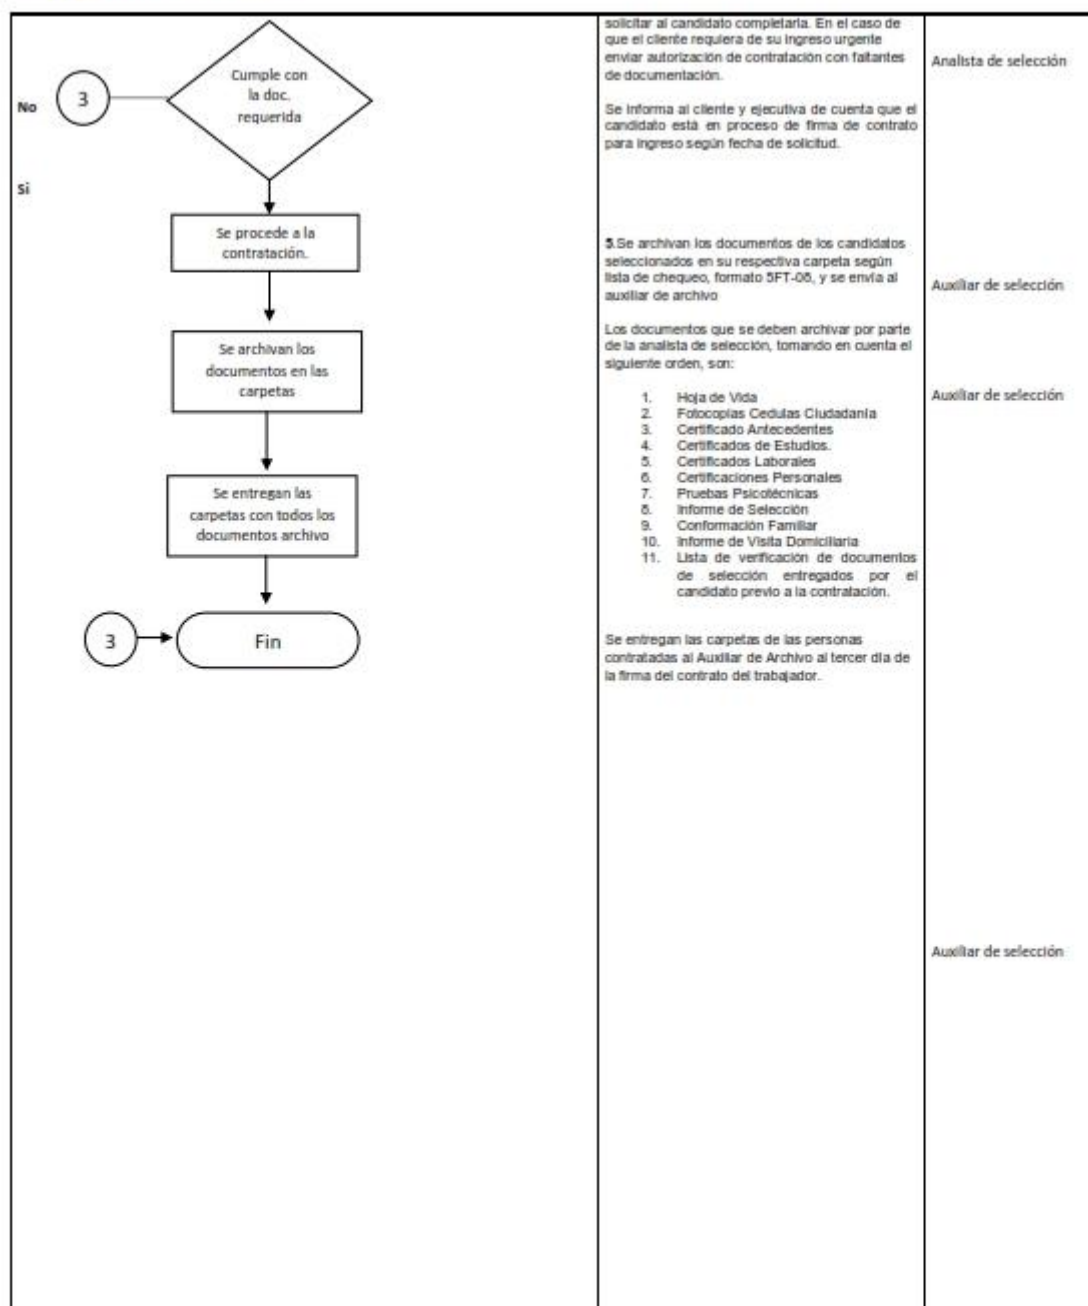 Cumple con
la doc.
requerida
3
No
Si
Se procede a la
contratación.
Se archivan los
documentos en las
carpetas
Se entregan las
carpetas con todos los
documentos archivo
3
Fin
solicitar al candidato completarla. En el caso de
que el cliente requiera de su ingreso urgente
enviar autorización de contratación con faltantes
de documentación.
Se informa al cliente y ejecutiva de cuenta que el
candidato está en proceso de firma de contrato
para ingreso según fecha de solicitud.
5.Se archivan los documentos de los candidatos
seleccionados en su respectiva carpeta según
lista de chequeo, formato SFT-06, y se envía al
auxiliar de archivo
Los documentos que se deben archivar por parte
de la analista de selección, tomando en cuenta el
siguiente orden, son:
1. Hoja de Vida
2. Fotocopias Cedulas Ciudadanía
3. Certificado Antecedentes
4. Certificados de Estudios.
5. Certificados Laborales
6. Certificaciones Personales
7. Pruebas Psicotécnicas
8. Informe de Selección
9. Conformación Familiar
10. Informe de Visita Domiciliaria
11. Lista de verificación de documentos
de selección entregados por el
candidato previo a la contratación.
Se entregan las carpetas de las personas
contratadas al Auxiliar de Archivo al tercer día de
la firma del contrato del trabajador.
Analista de selección
Auxiliar de selección
Auxiliar de selección
Auxiliar de selección